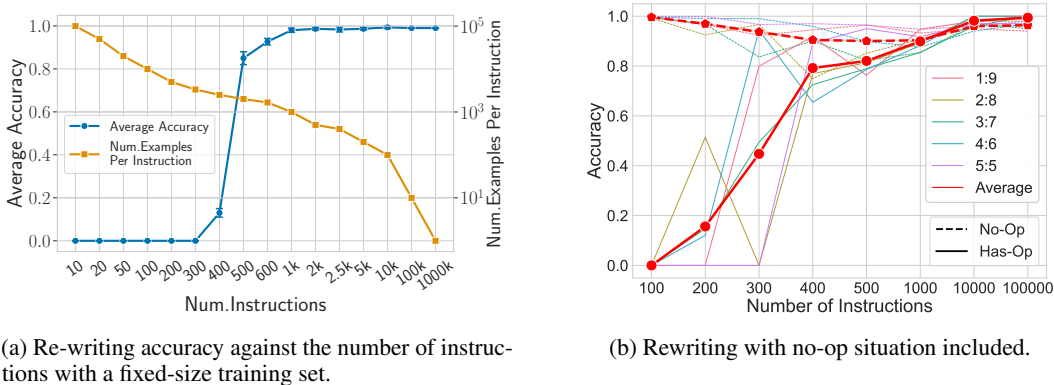 1.0
0.8
0.6
0.4
0.2
0.0
Average Accuracy
10^5
10^3
10^1
Num.Examples Per Instruction
Average Accuracy
Num.Examples
Per Instruction
10 20 50 100 200 300 400 500 600 1k 2k 2.5k 5k 10k 100k 1000k
Num.Instructions
(a) Re-writing accuracy against the number of instruc-
tions with a fixed-size training set.
1.0
0.8
0.6
0.4
0.2
0.0
Accuracy
1:9
2:8
3:7
4:6
5:5
Average
No-Op
Has-Op
100 200 300 400 500 1000 10000 100000
Number of Instructions
(b) Rewriting with no-op situation included.